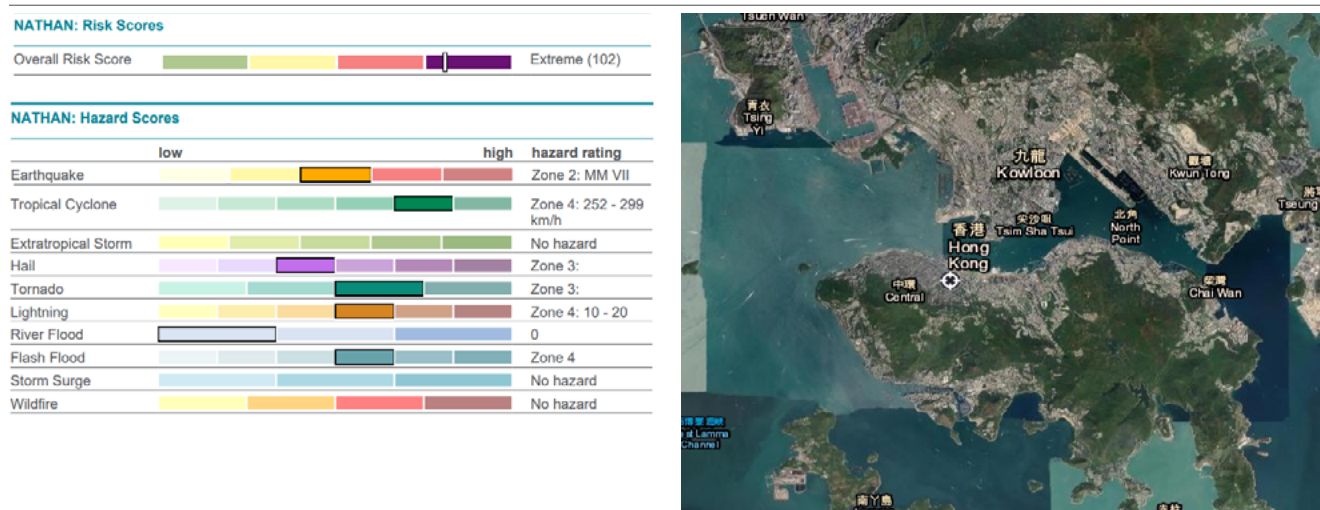 NATHAN: Risk Scores
Overall Risk Score Extreme (102)
NATHAN: Hazard Scores
low high hazard rating
Earthquake Zone 2: MM VII
Tropical Cyclone Zone 4: 252 - 299
km/h
Extratropical Storm No hazard
Hail Zone 3:
Tornado Zone 3:
Lightning Zone 4: 10 - 20
River Flood 0
Flash Flood Zone 4
Storm Surge No hazard
Wildfire No hazard
Tsuen Wan
青衣
Tsing
Yi
九龍
Kowloon
觀塘
Kwun Tong
Tseung
尖沙咀
Tsim Sha Tsui
北角
North
Point
香港
Hong
Kong
中環
Central
柴灣
Chai Wan
st Lamma
Channel
南丫島
赤柱